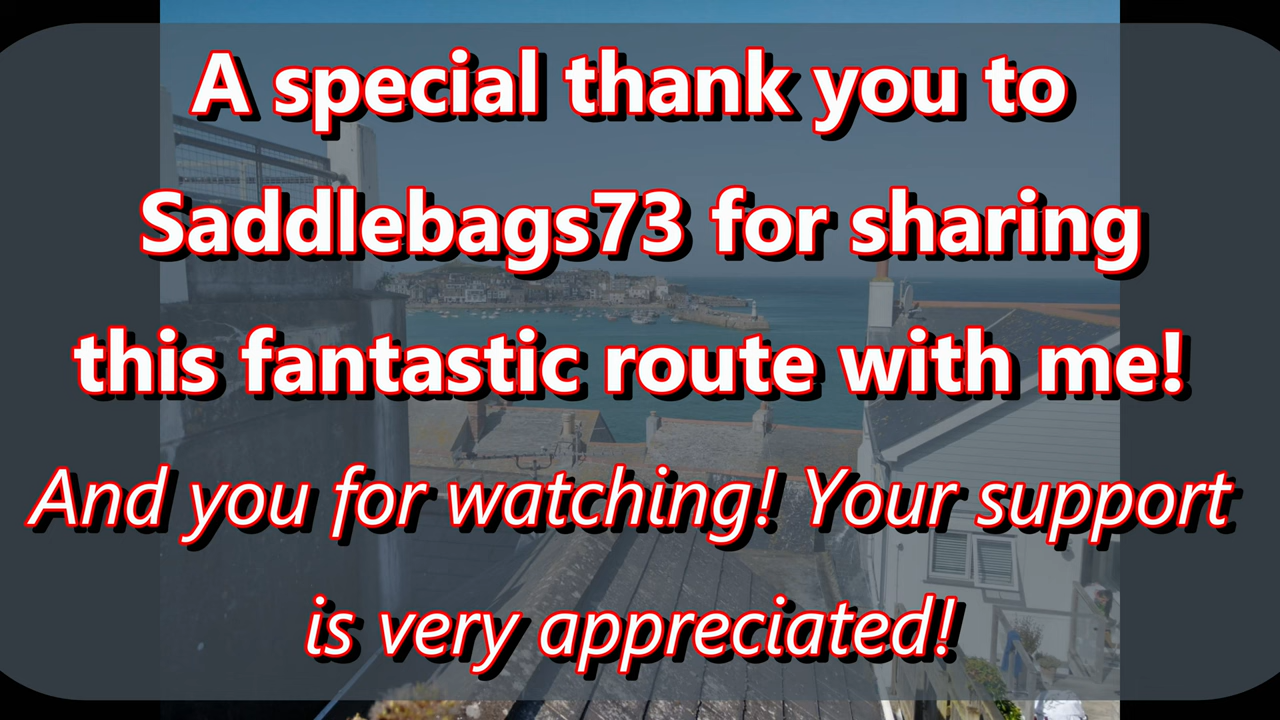 A special thank you to
Saddlebags73 for sharing
this fantastic route with me!
And you for watching! Your support
is very appreciated!